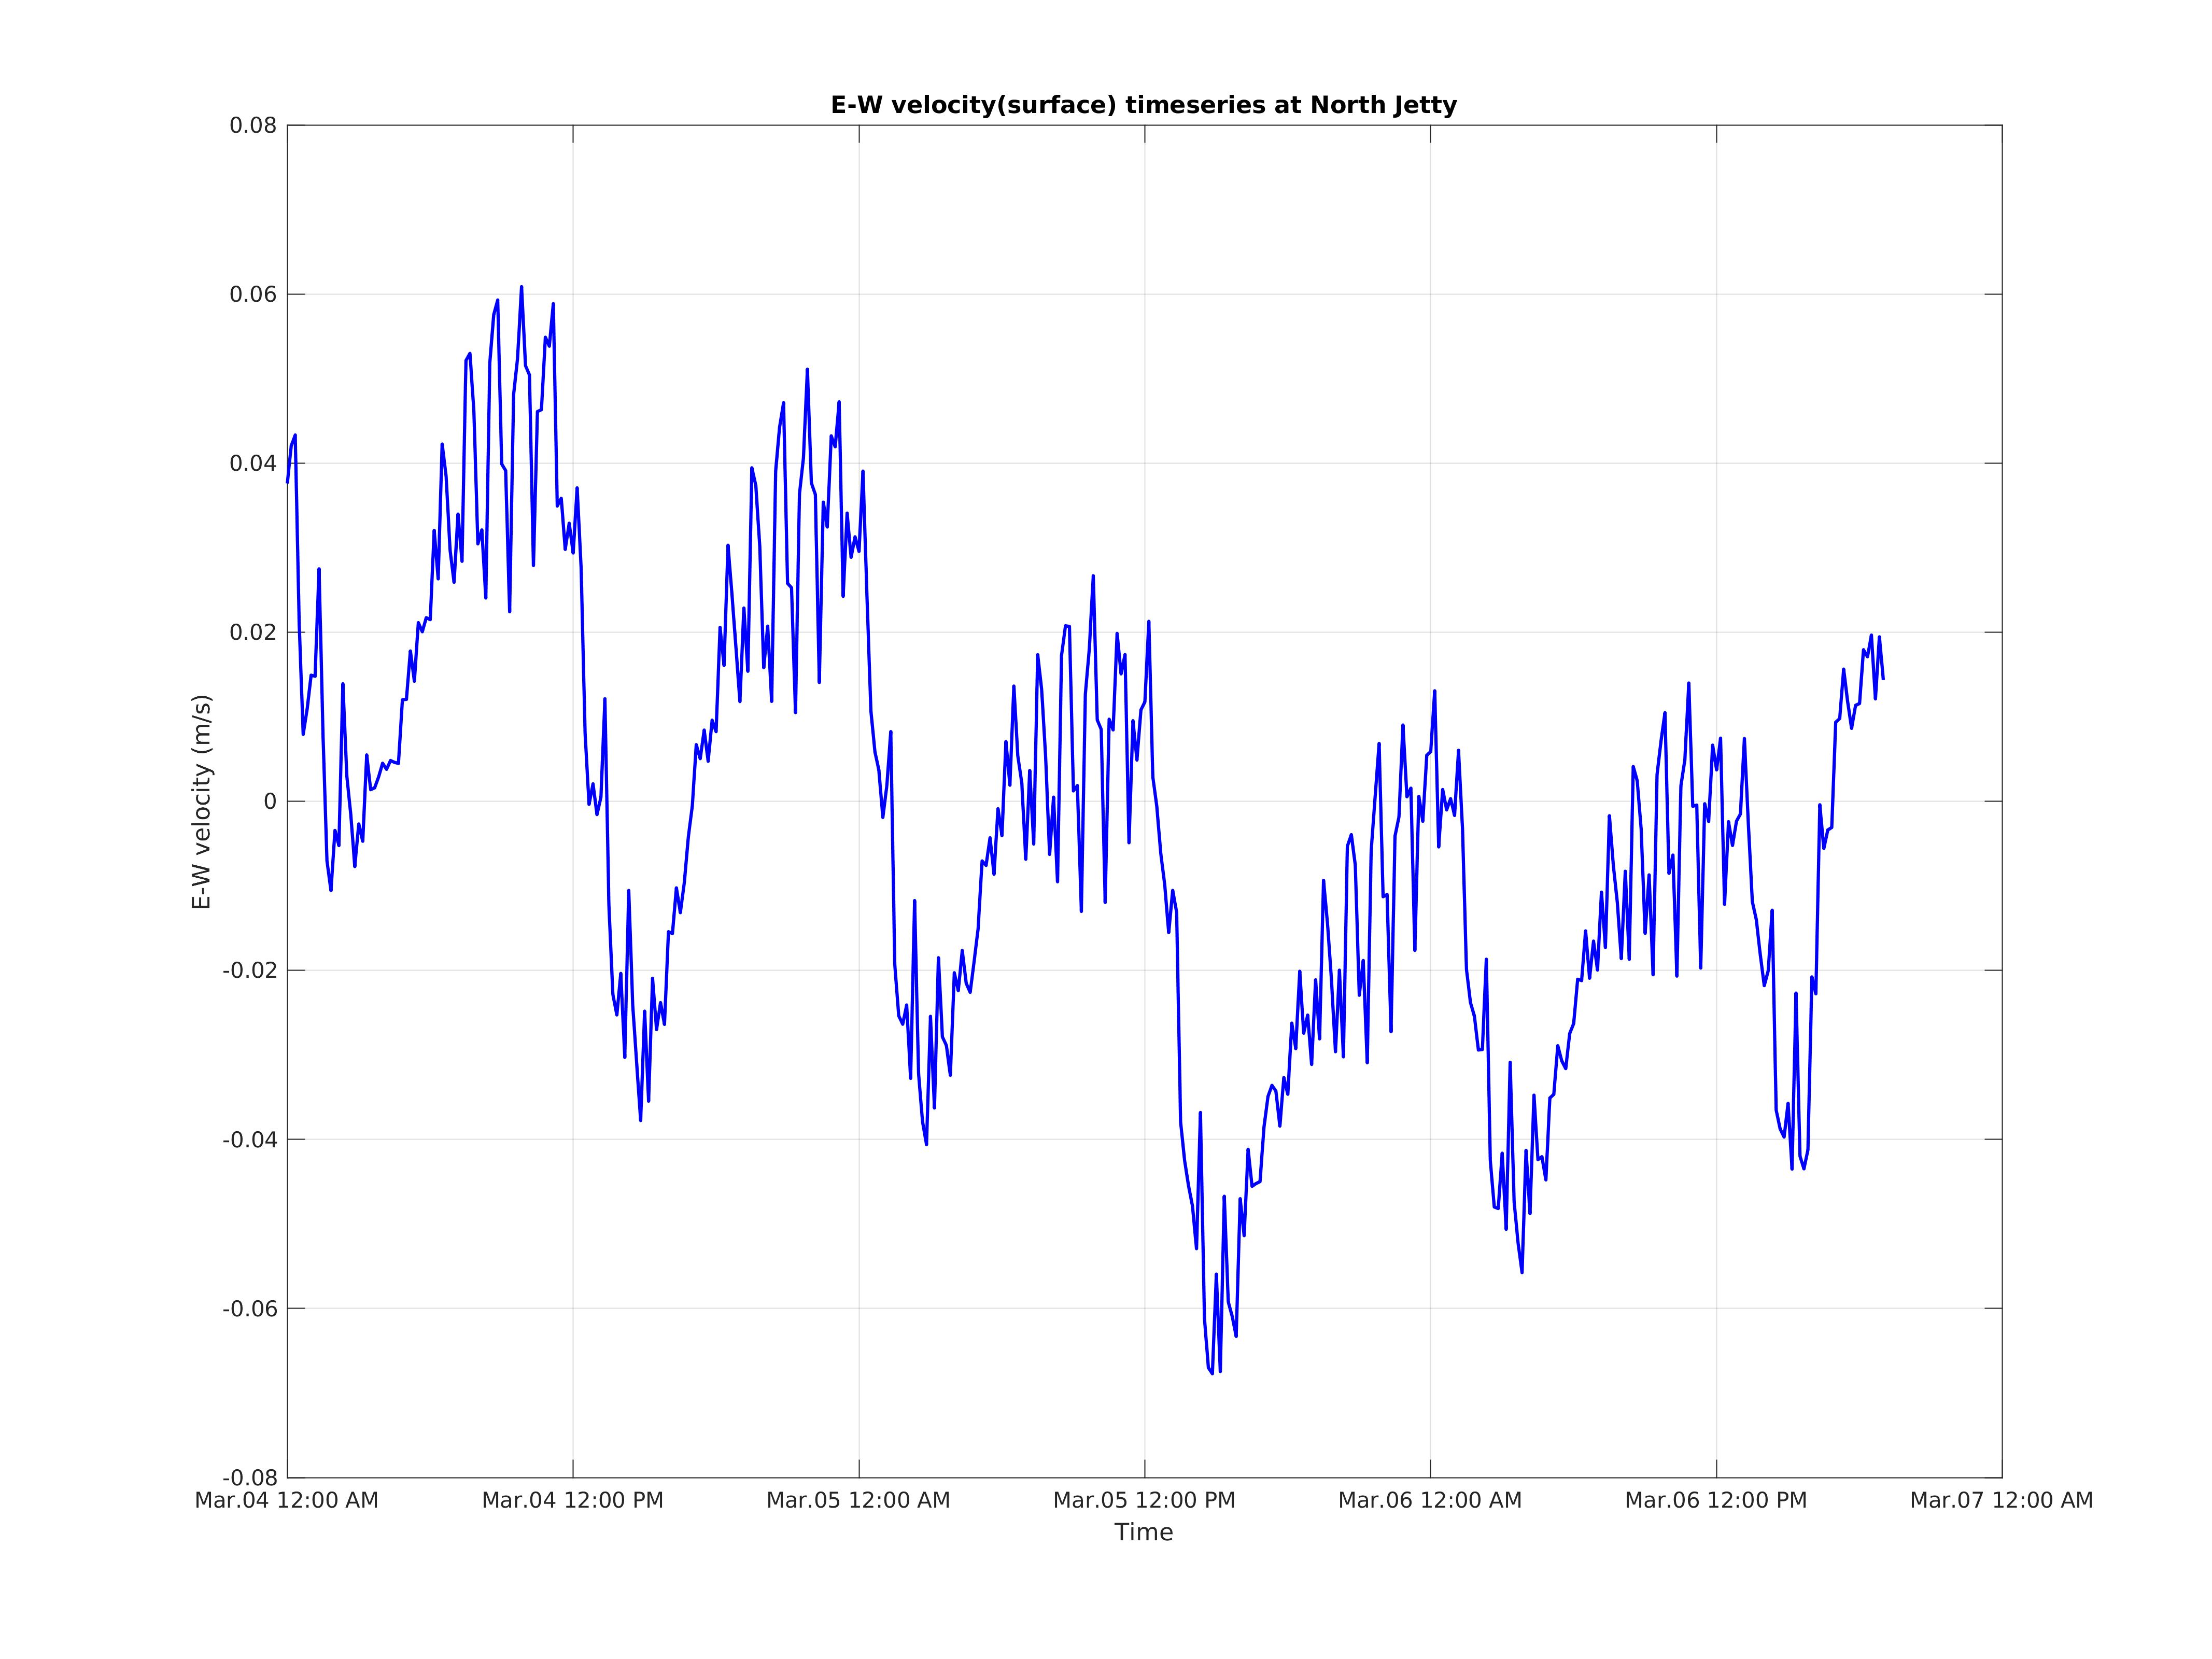 E-W velocity(surface) timeseries at North Jetty
0.08
0.06
0.04
0.02
0
-0.02
-0.04
-0.06
-0.08
E-W velocity (m/s)
Mar.04 12:00 AM Mar.04 12:00 PM Mar.05 12:00 AM Mar.05 12:00 PM Mar.06 12:00 AM Mar.06 12:00 PM Mar.07 12:00 AM
Time